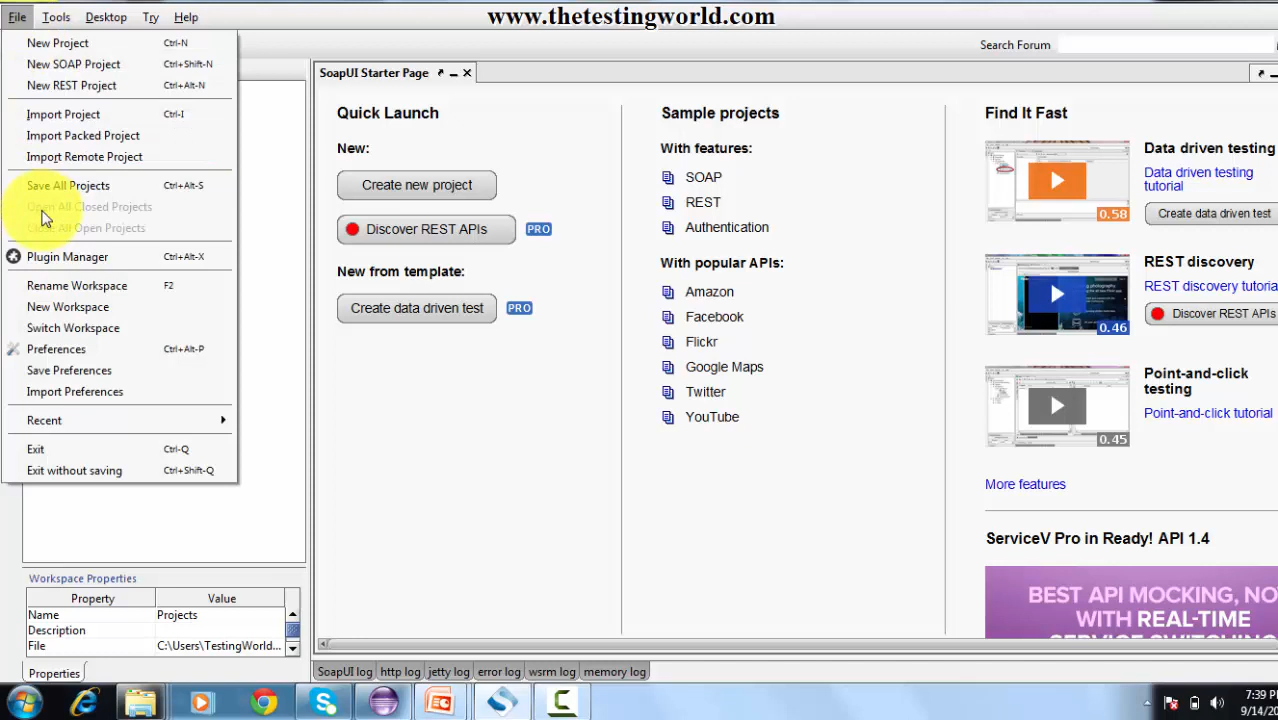 File Tools Desktop Try Help
www.thetestingworld.com
Search Forum
New Project Ctrl-N
New SOAP Project Ctrl+Shift-N
New REST Project Ctrl+Alt-N
Import Project Ctrl-I
Import Packed Project
Import Remote Project
Save All Projects Ctrl+Alt-S
Open All Closed Projects
Close All Open Projects
Plugin Manager Ctrl+Alt-X
Rename Workspace F2
New Workspace
Switch Workspace
Preferences Ctrl+Alt-P
Save Preferences
Import Preferences
Recent
Exit Ctrl-Q
Exit without saving Ctrl+Shift-Q
SoapUI Starter Page
Quick Launch
New:
Create new project
Discover REST APIs PRO
New from template:
Create data driven test PRO
Sample projects
With features:
SOAP
REST
Authentication
With popular APIs:
Amazon
Facebook
Flickr
Google Maps
Twitter
YouTube
Find It Fast
0.58
Data driven testing
Data driven testing
tutorial
Create data driven test
0.46
REST discovery
REST discovery tutoria
Discover REST APIs
0.45
Point-and-click
testing
Point-and-click tutorial
More features
ServiceV Pro in Ready! API 1.4
BEST API MOCKING, NO
WITH REAL-TIME
SERVICE SWITCHING
Workspace Properties
Property Value
Name Projects
Description
File C:\Users\TestingWorld...
Properties
SoapUI log http log jetty log error log wsrm log memory log
7:39 P
9/14/20